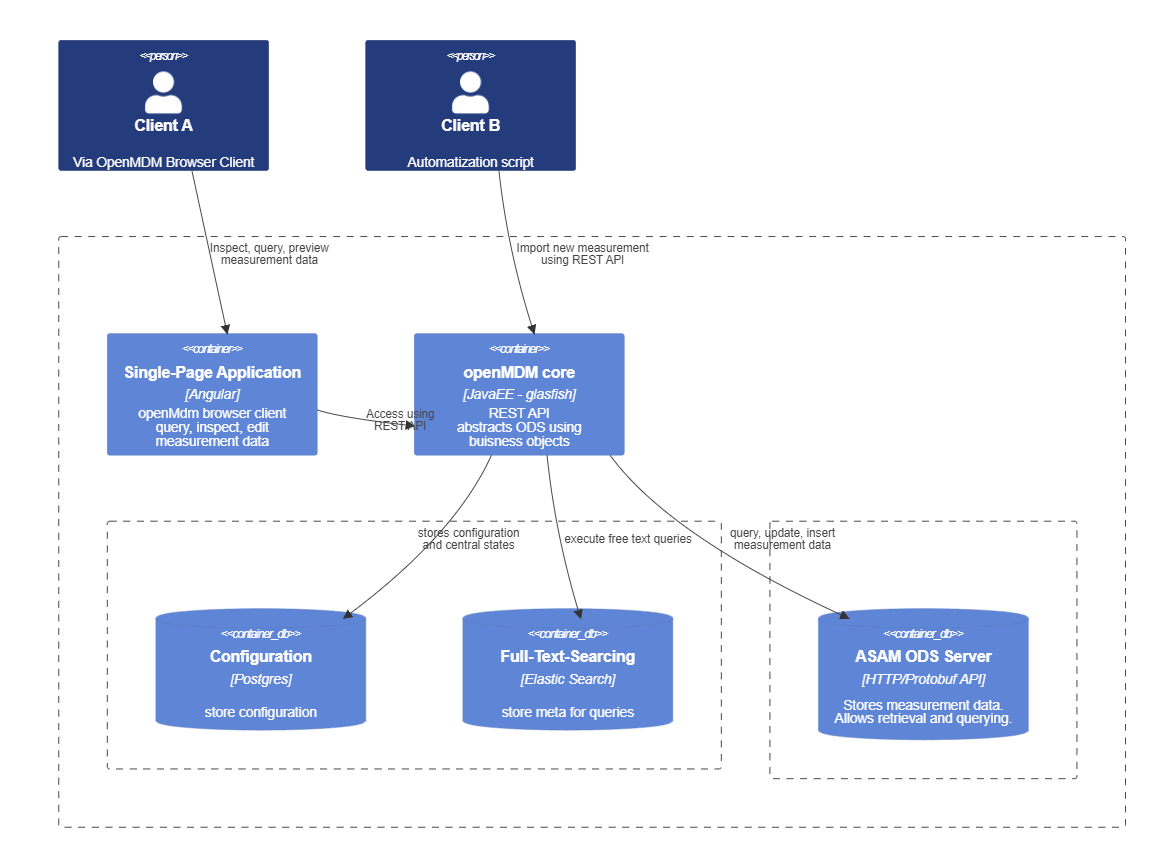 <<person>>
Client A
Via OpenMDM Browser Client
<<person>>
Client B
Automatization script
Inspect, query, preview
measurement data
Import new measurement
using REST API
<<container>>
Single-Page Application
[Angular]
openMdm browser client
query, inspect, edit
measurement data
Access using
REST API
<<container>>
openMDM core
[JavaEE - glasfish]
REST API
abstracts ODS using
buisness objects
stores configuration
and central states
execute free text queries
query, update, insert
measurement data
<<container_db>>
Configuration
[Postgres]
store configuration
<<container_db>>
Full-Text-Searcing
[Elastic Search]
store meta for queries
<<container_db>>
ASAM ODS Server
[HTTP/Protobuf API]
Stores measurement data.
Allows retrieval and querying.